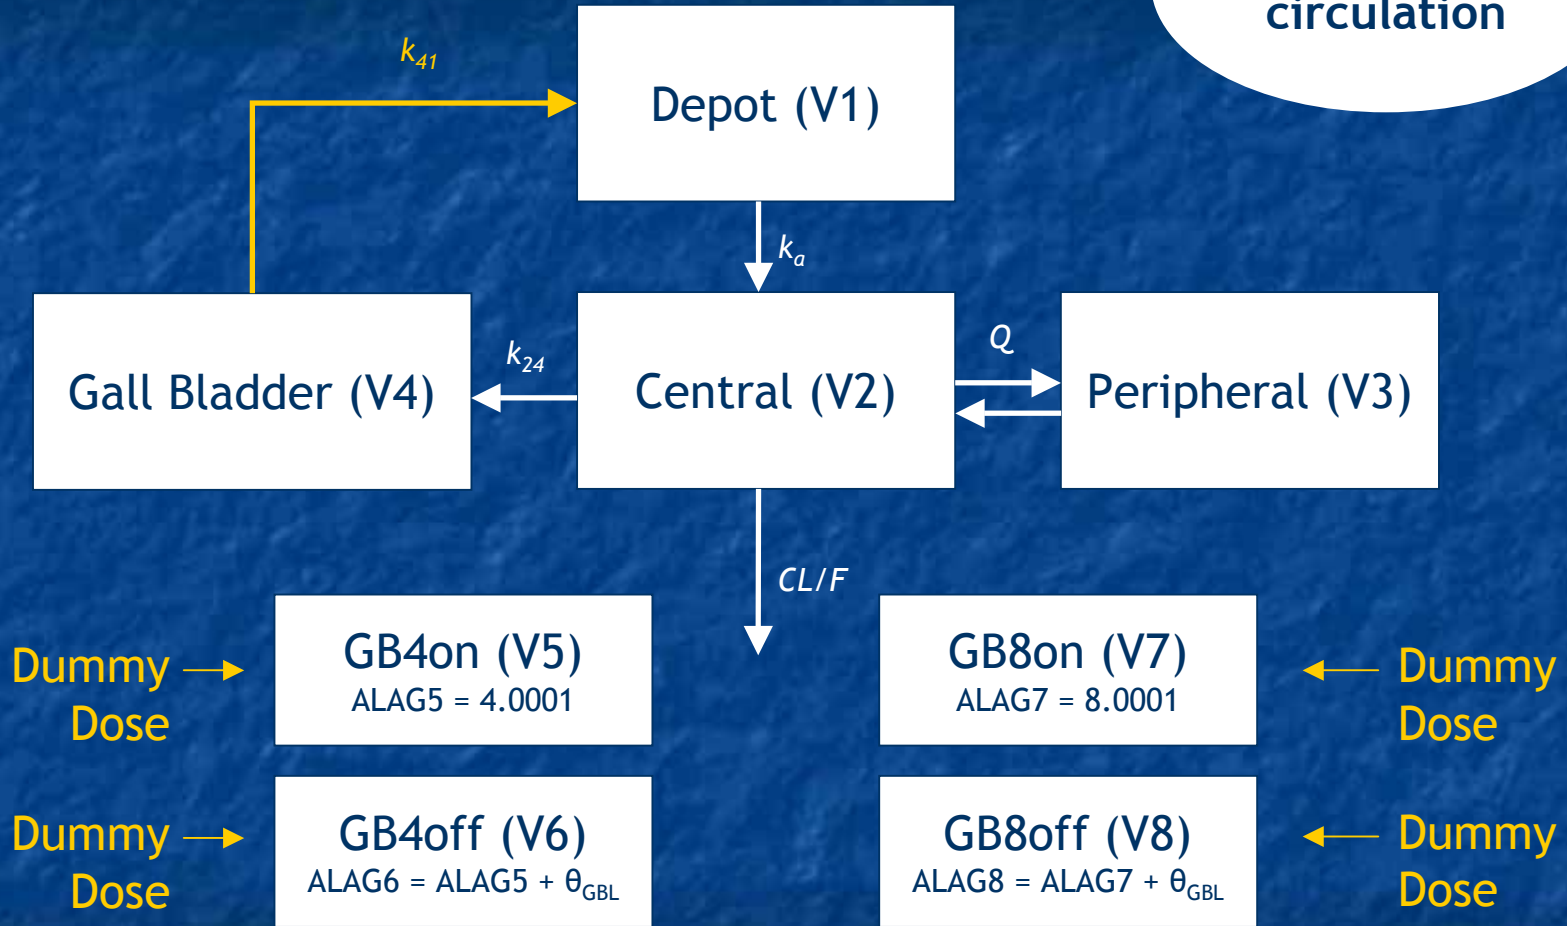 circulation
k41
Depot (V1)
ka
Gall Bladder (V4)
k24
Central (V2)
Q
Peripheral (V3)
CL/F
Dummy
Dose
GB4on (V5)
ALAG5 = 4.0001
GB8on (V7)
ALAG7 = 8.0001
Dummy
Dose
Dummy
Dose
GB4off (V6)
ALAG6 = ALAG5 + θGBL
GB8off (V8)
ALAG8 = ALAG7 + θGBL
Dummy
Dose